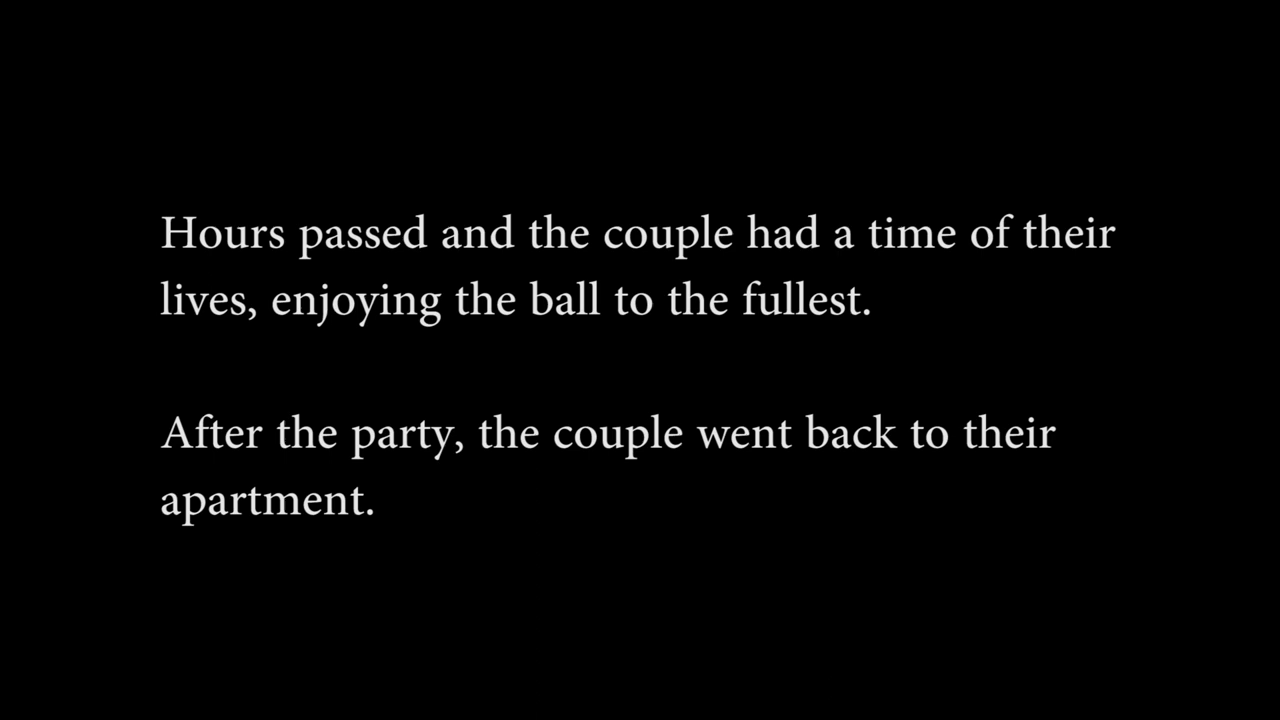 Hours passed and the couple had a time of their
lives, enjoying the ball to the fullest.
After the party, the couple went back to their
apartment.